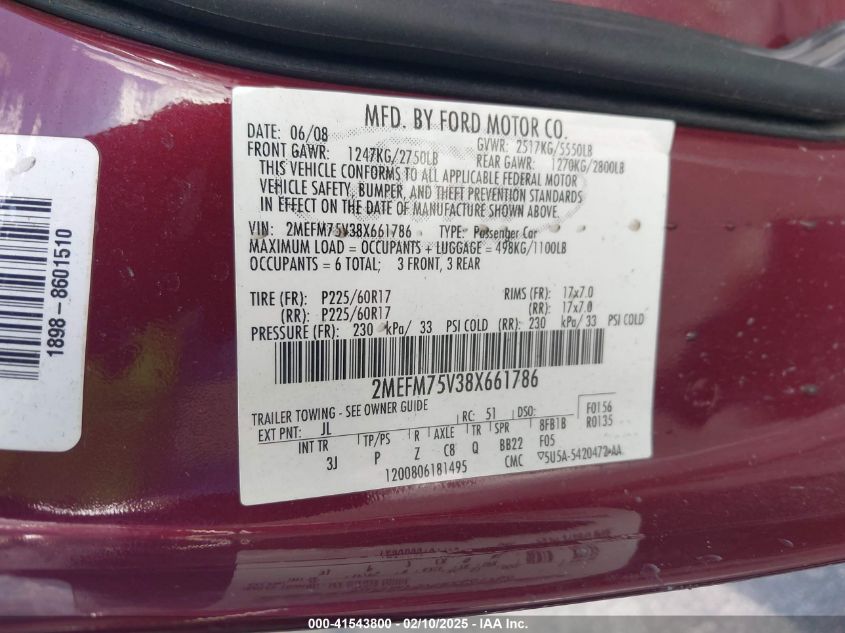 MFD. BY FORD MOTOR CO.
DATE: 06/08 GVWR: 2517KG/5550LB
FRONT GAWR: 1247KG/2750LB REAR GAWR: 1270KG/2800LB
THIS VEHICLE CONFORMS TO ALL APPLICABLE FEDERAL MOTOR
VEHICLE SAFETY, BUMPER, AND THEFT PREVENTION STANDARDS
IN EFFECT ON THE DATE OF MANUFACTURE SHOWN ABOVE.
VIN: 2MEFM75V38X661786 TYPE: Passenger Car
MAXIMUM LOAD = OCCUPANTS + LUGGAGE = 498KG/1100LB
OCCUPANTS = 6 TOTAL; 3 FRONT, 3 REAR
TIRE (FR): P225/60R17 RIMS (FR): 17x7.0
(RR): P225/60R17 (RR): 17x7.0
PRESSURE (FR): 230 kPa/ 33 PSI COLD (RR): 230 kPa/ 33 PSI COLD
2MEFM75V38X661786
TRAILER TOWING - SEE OWNER GUIDE
EXT PNT: JL RC: 51 DSO: F0156
INT TR TP/PS R AXLE TR SPR 8FB1B R0135
3J P Z C8 Q BB22 F05
1200806181495 CMC 5U5A-5420472-AA
1898-8601510
000-41543800 - 02/10/2025 - IAA Inc.